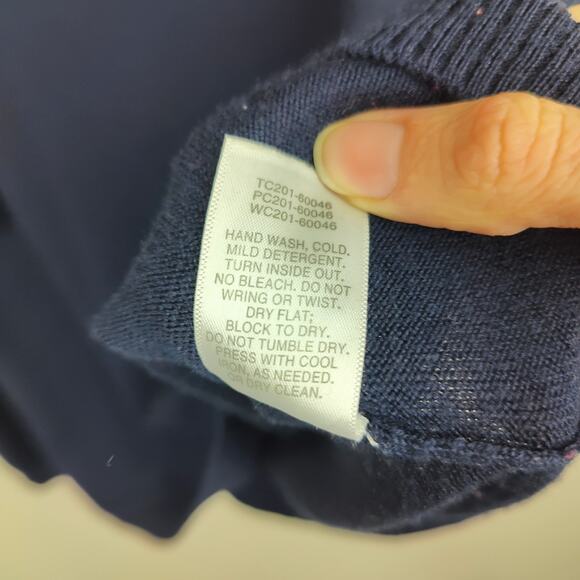 TC201-60046
PC201-60046
WC201-60046
HAND WASH, COLD.
MILD DETERGENT.
TURN INSIDE OUT.
NO BLEACH. DO NOT
WRING OR TWIST.
DRY FLAT;
BLOCK TO DRY.
DO NOT TUMBLE DRY.
PRESS WITH COOL
IRON, AS NEEDED.
OR DRY CLEAN.